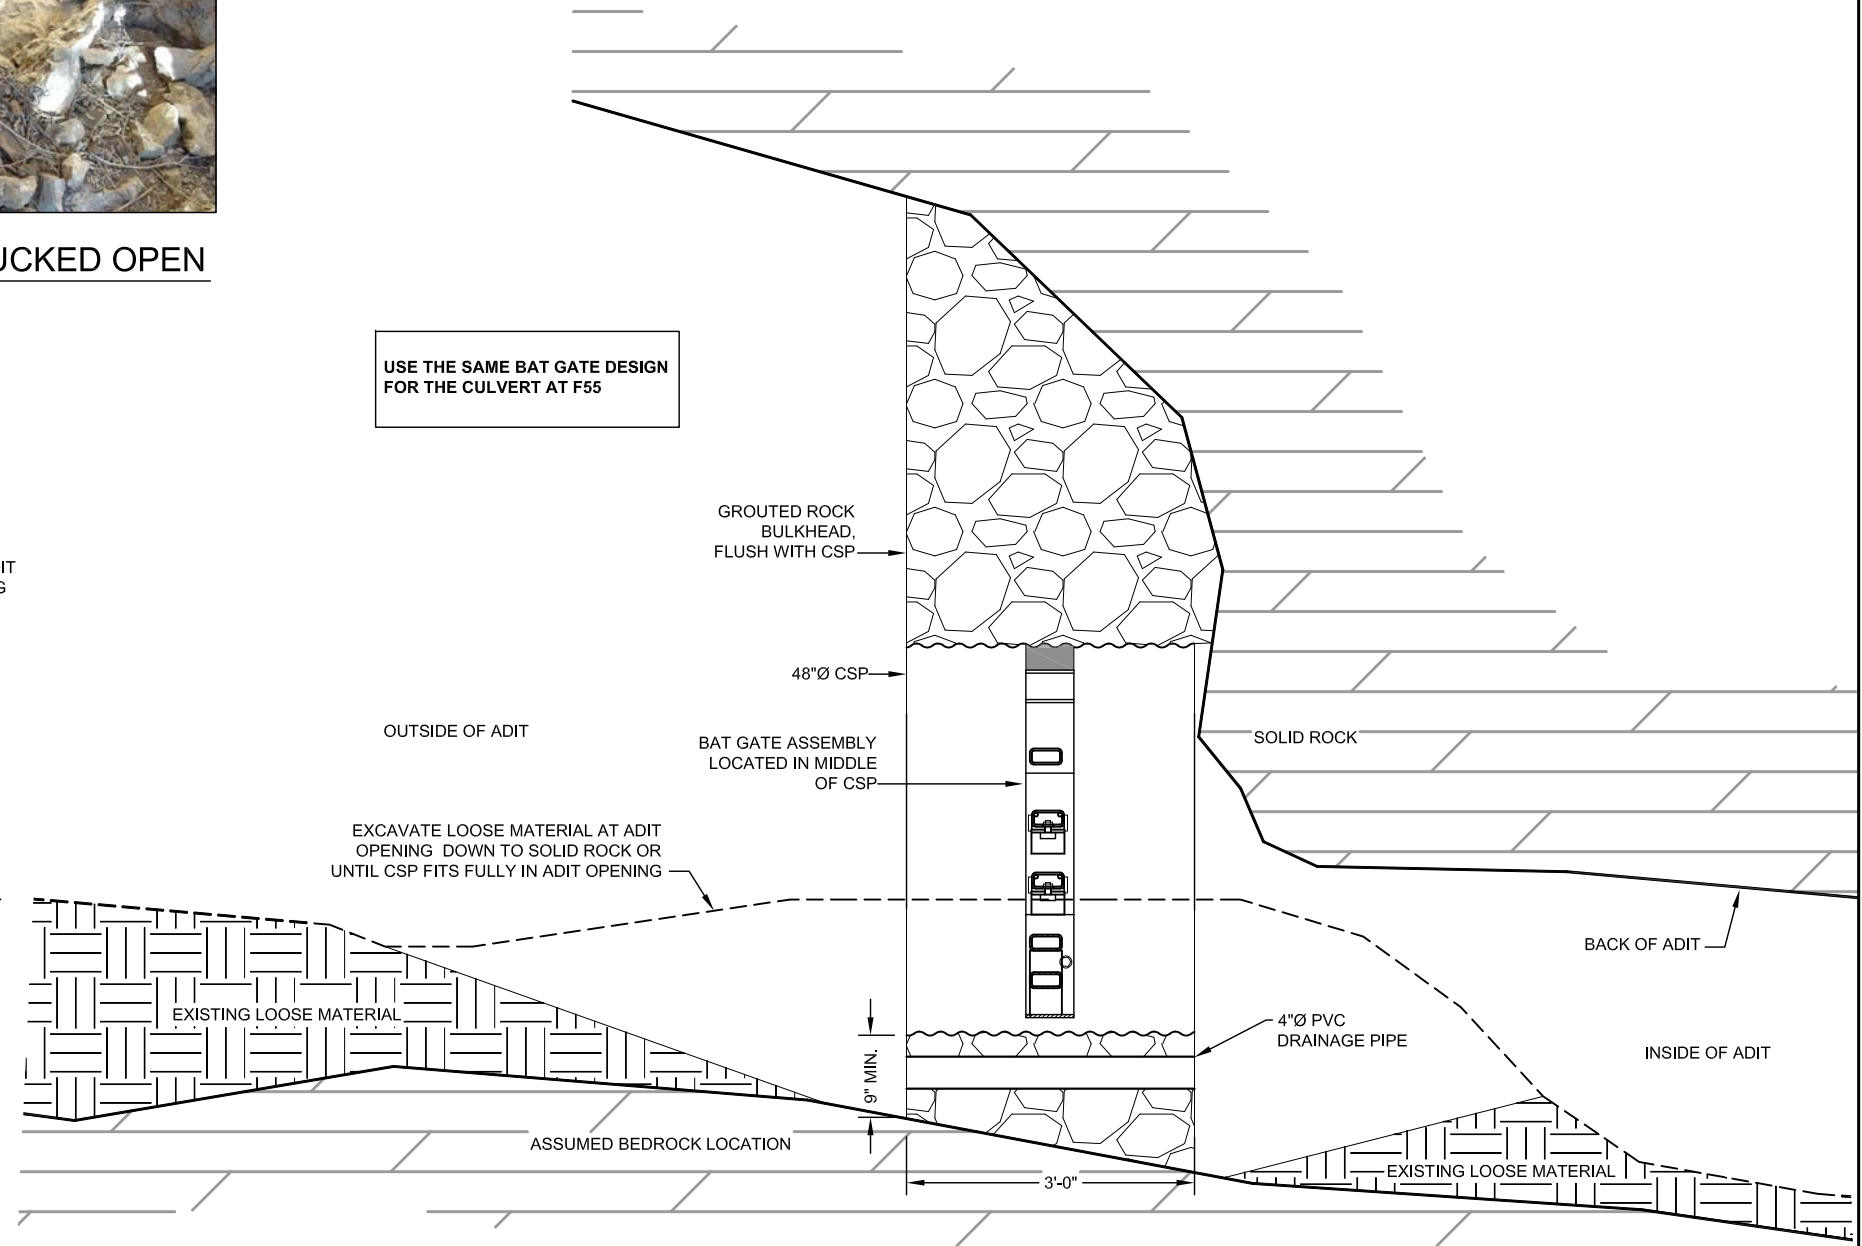 UCKED OPEN
USE THE SAME BAT GATE DESIGN
FOR THE CULVERT AT F55
GROUTED ROCK
BULKHEAD,
FLUSH WITH CSP
IT
G
48"Ø CSP
OUTSIDE OF ADIT
BAT GATE ASSEMBLY
LOCATED IN MIDDLE
OF CSP
SOLID ROCK
EXCAVATE LOOSE MATERIAL AT ADIT
OPENING DOWN TO SOLID ROCK OR
UNTIL CSP FITS FULLY IN ADIT OPENING
BACK OF ADIT
EXISTING LOOSE MATERIAL
4"Ø PVC
DRAINAGE PIPE
INSIDE OF ADIT
9" MIN.
ASSUMED BEDROCK LOCATION
EXISTING LOOSE MATERIAL
3'-0"